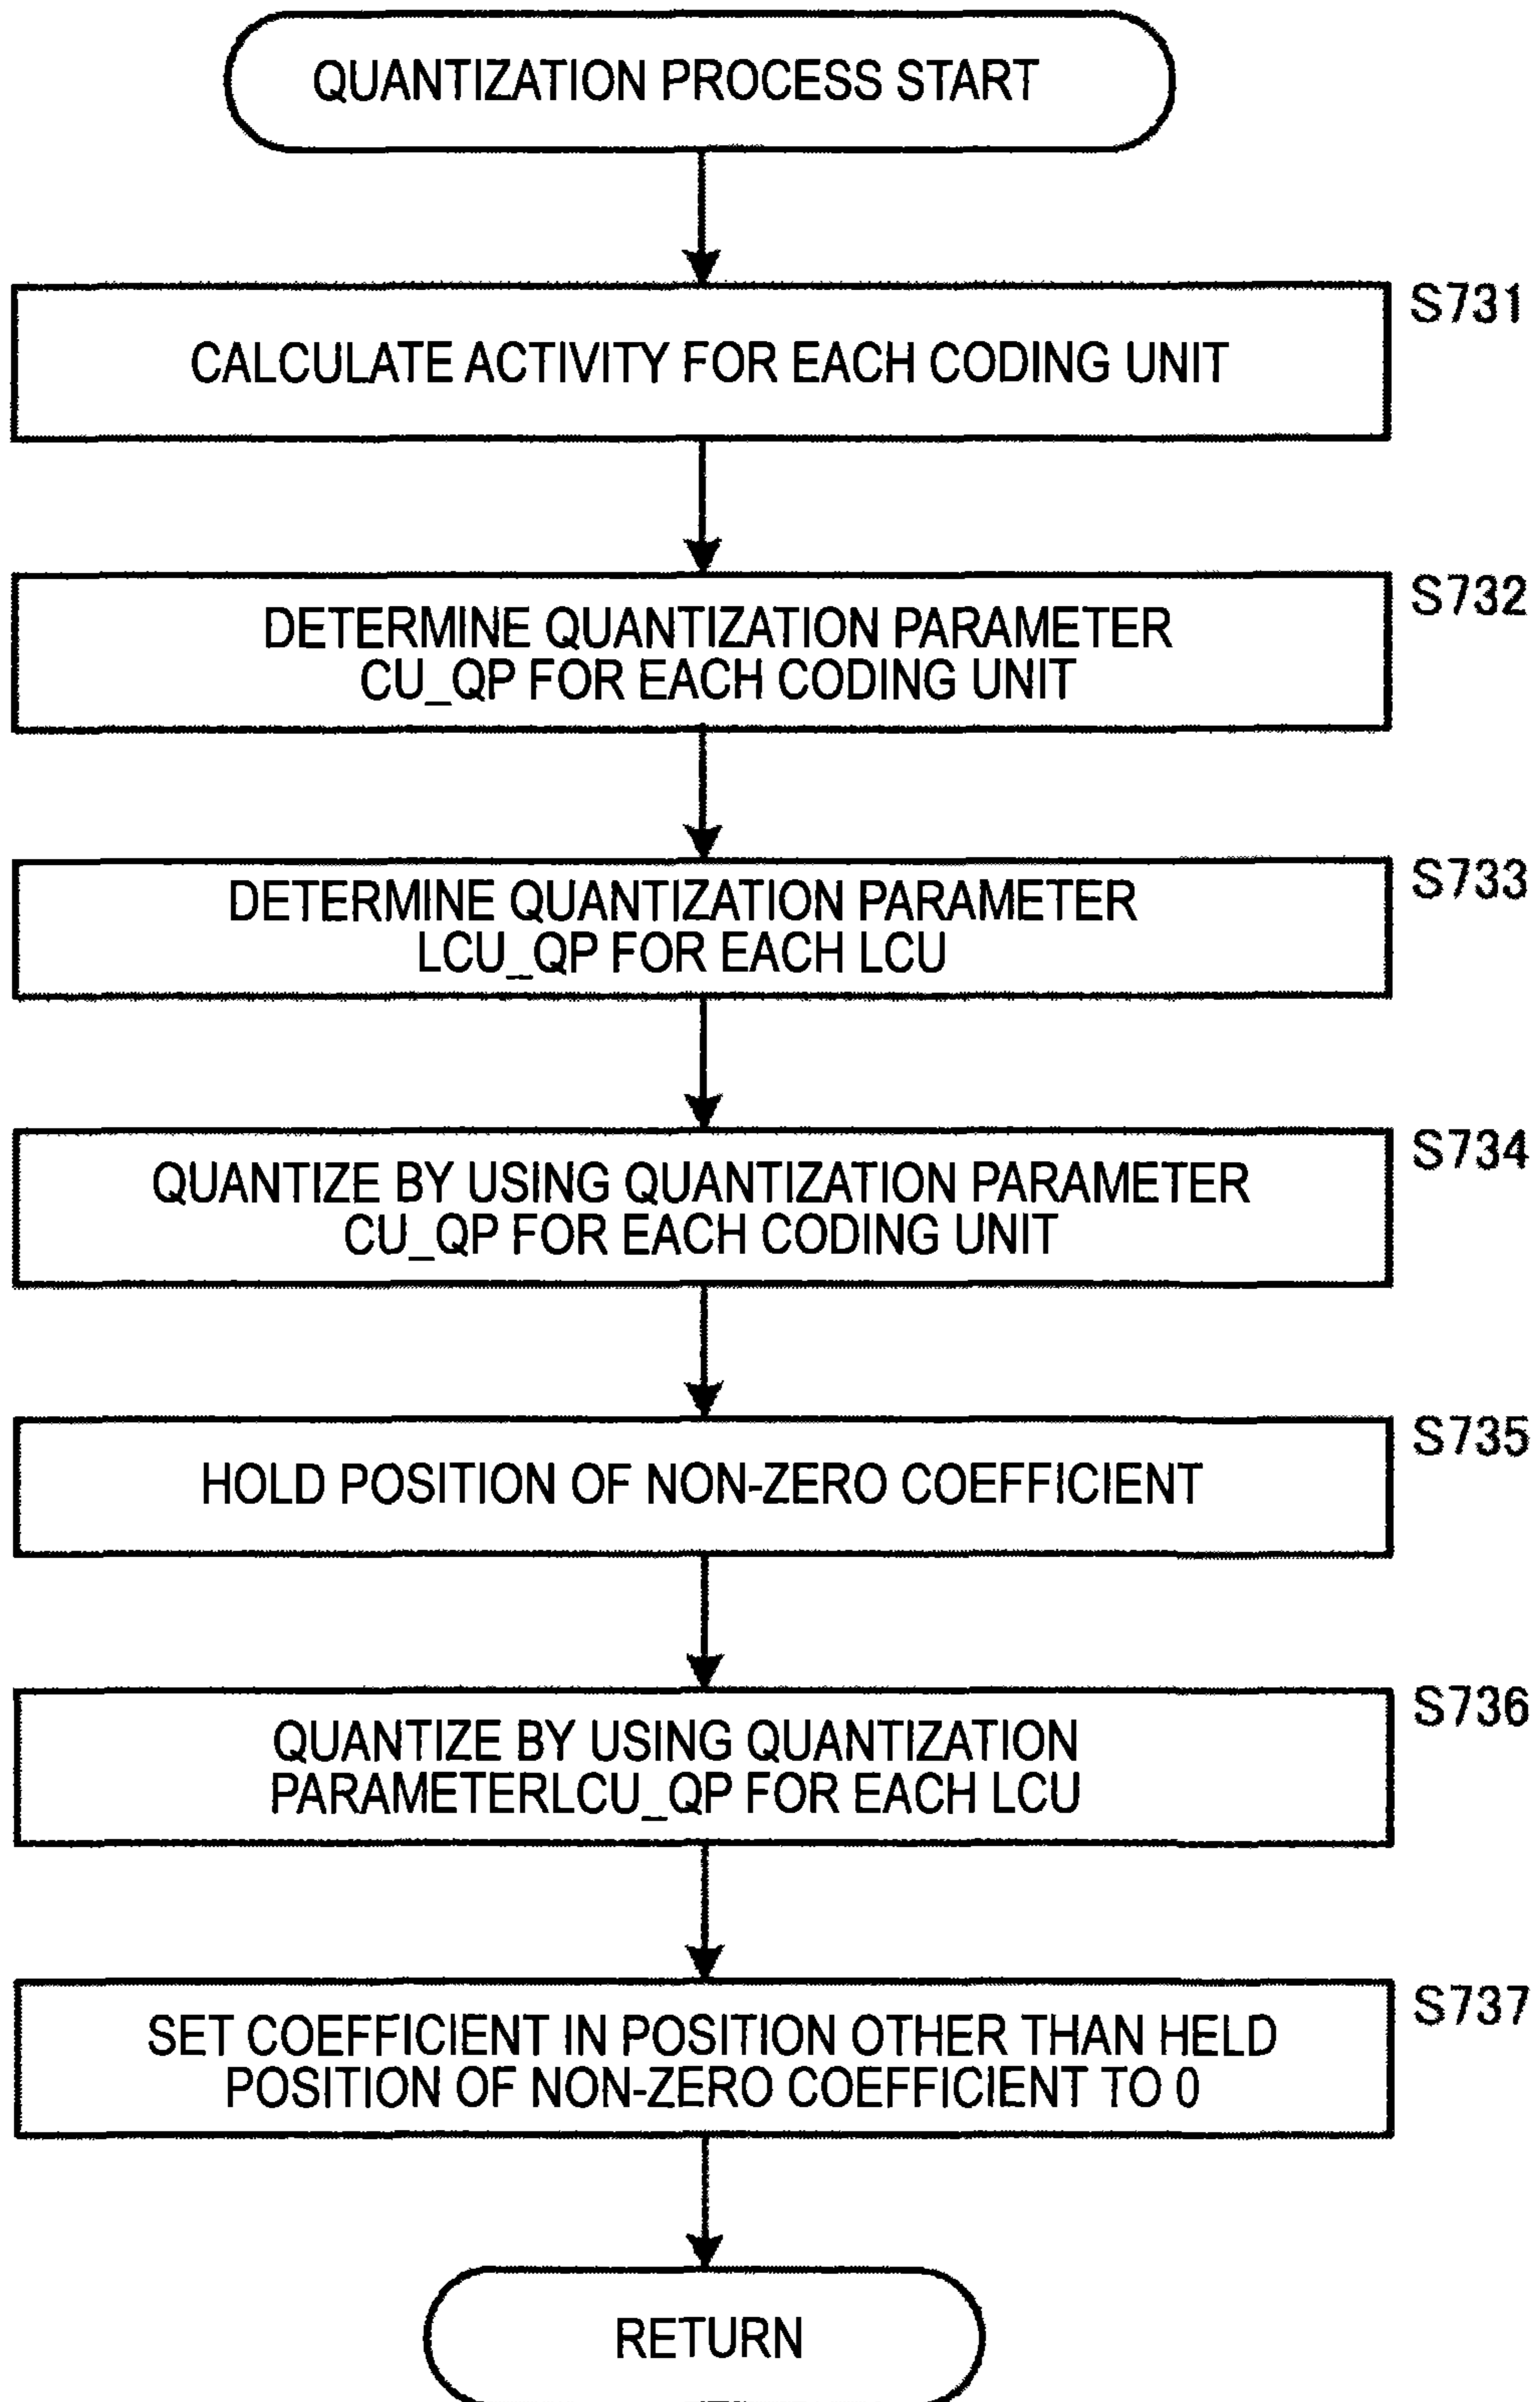 QUANTIZATION PROCESS START
S731
CALCULATE ACTIVITY FOR EACH CODING UNIT
S732
DETERMINE QUANTIZATION PARAMETER
CU_QP FOR EACH CODING UNIT
S733
DETERMINE QUANTIZATION PARAMETER
LCU_QP FOR EACH LCU
S734
QUANTIZE BY USING QUANTIZATION PARAMETER
CU_QP FOR EACH CODING UNIT
S735
HOLD POSITION OF NON-ZERO COEFFICIENT
S736
QUANTIZE BY USING QUANTIZATION
PARAMETERLCU_QP FOR EACH LCU
S737
SET COEFFICIENT IN POSITION OTHER THAN HELD
POSITION OF NON-ZERO COEFFICIENT TO 0
RETURN